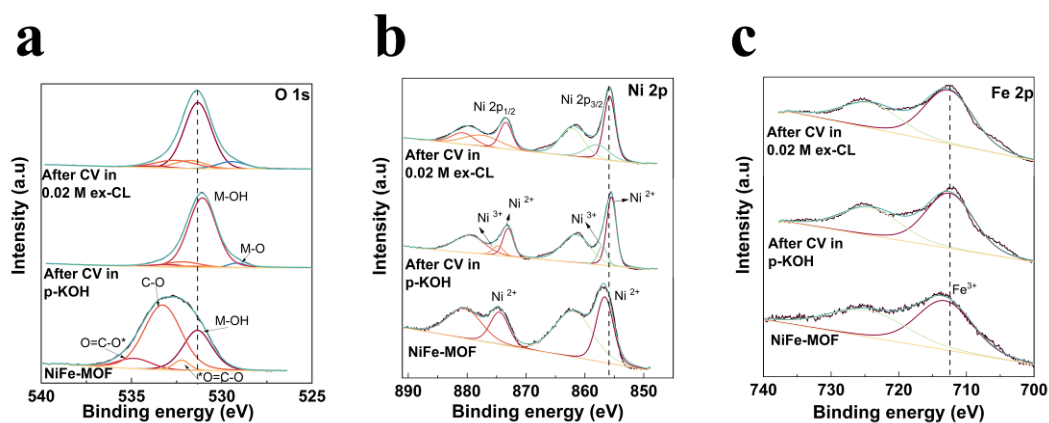 a
O 1s
After CV in
0.02 M ex-CL
M-OH
M-O
After CV in
p-KOH
C-O
M-OH
O=C-O*
*O=C-O
NiFe-MOF
540 535 530 525
Binding energy (eV)
Intensity (a.u)
b
Ni 2p
Ni 2p1/2
Ni 2p3/2
After CV in
0.02 M ex-CL
Ni 3+
Ni 2+
Ni 3+
Ni 2+
After CV in
p-KOH
Ni 2+
Ni 2+
NiFe-MOF
890 880 870 860 850
Binding energy (eV)
Intensity (a.u)
c
Fe 2p
After CV in
0.02 M ex-CL
After CV in
p-KOH
Fe3+
NiFe-MOF
740 730 720 710 700
Binding energy (eV)
Intensity (a.u)